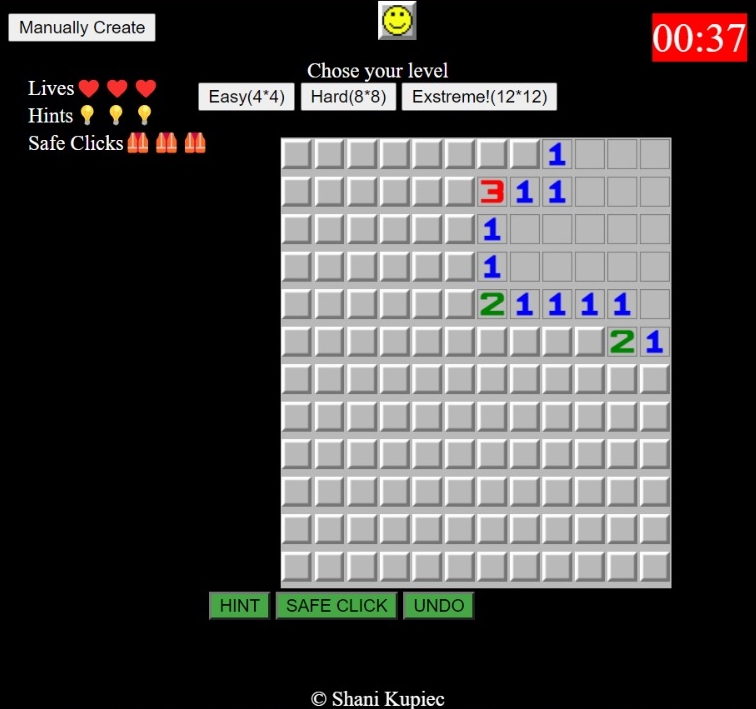 Manually Create
00:37
Chose your level
Easy(4*4) Hard(8*8) Exstreme!(12*12)
Lives
Hints
Safe Clicks
1
3 1 1
1
1
2 1 1 1 1
2 1
HINT SAFE CLICK UNDO
© Shani Kupiec